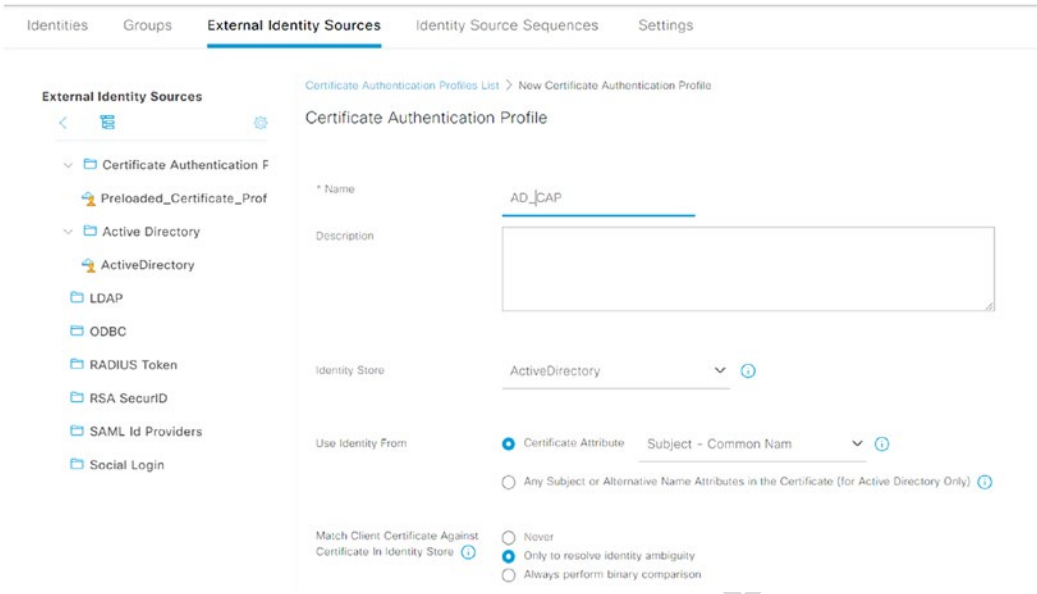 Identities Groups External Identity Sources Identity Source Sequences Settings
External Identity Sources
Certificate Authentication P
Preloaded_Certificate_Prof
Active Directory
ActiveDirectory
LDAP
ODBC
RADIUS Token
RSA SecurID
SAML Id Providers
Social Login
Certificate Authentication Profiles List > New Certificate Authentication Profile
Certificate Authentication Profile
* Name
AD_CAP
Description
Identity Store
ActiveDirectory
Use Identity From
Certificate Attribute Subject - Common Nam
Any Subject or Alternative Name Attributes in the Certificate (for Active Directory Only)
Match Client Certificate Against
Certificate In Identity Store
Never
Only to resolve identity ambiguity
Always perform binary comparison